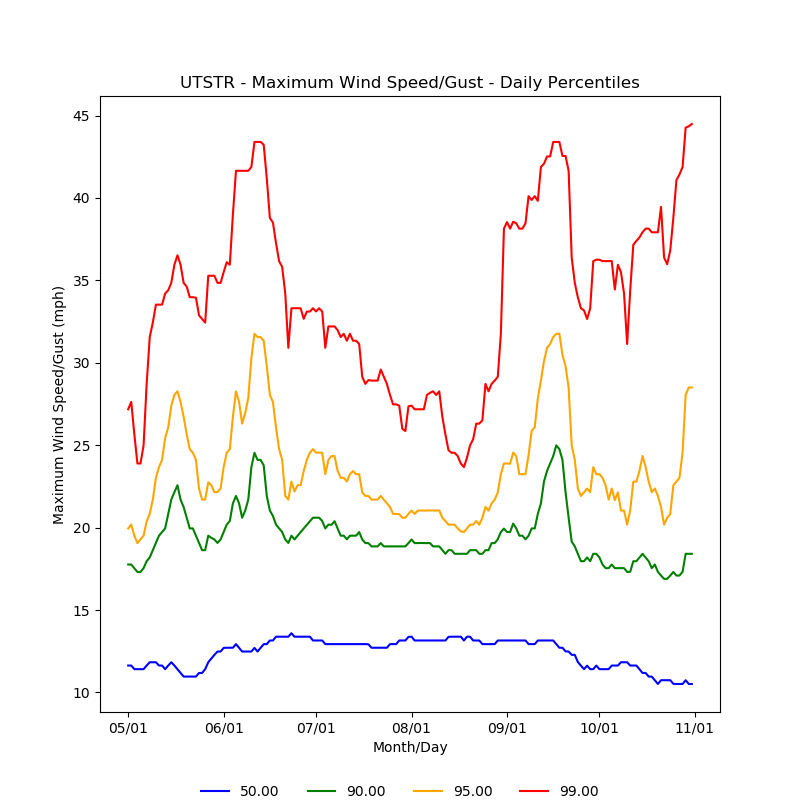 UTSTR - Maximum Wind Speed/Gust - Daily Percentiles
Maximum Wind Speed/Gust (mph)
45
40
35
30
25
20
15
10
05/01 06/01 07/01 08/01 09/01 10/01 11/01
Month/Day
50.00 90.00 95.00 99.00